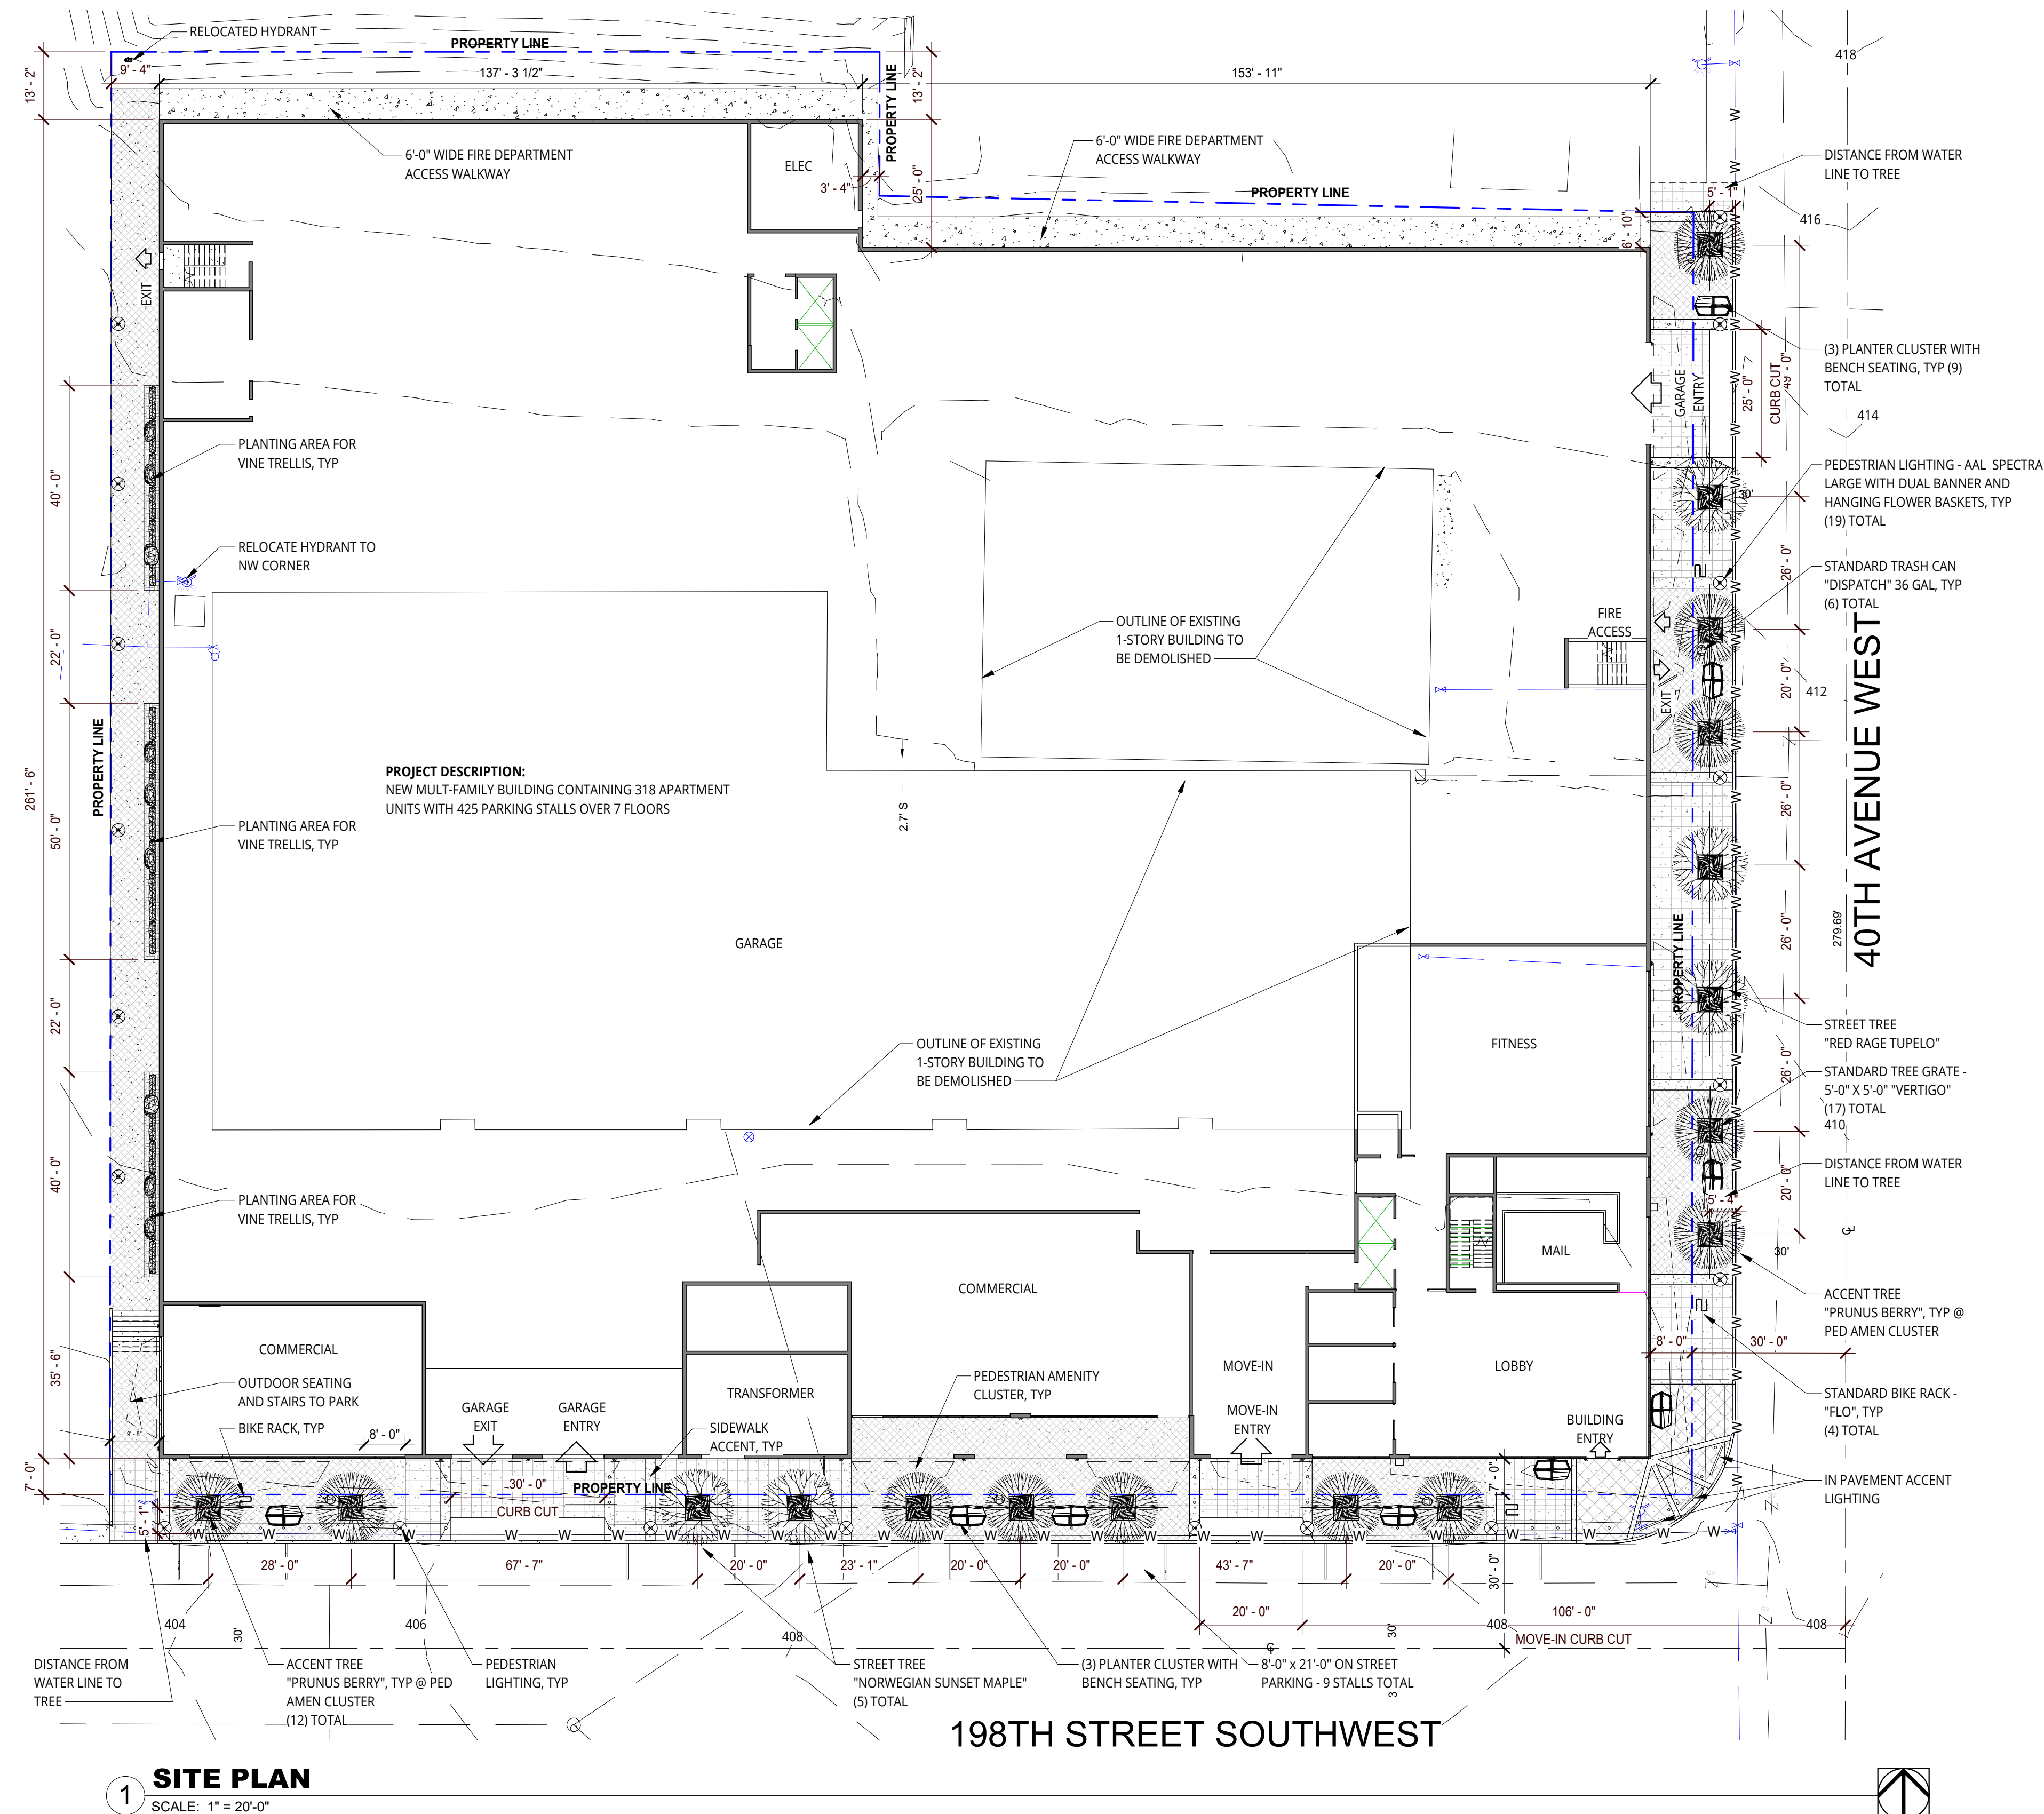 RELOCATED HYDRANT
PROPERTY LINE
9' - 4"
137' - 3 1/2"
153' - 11"
13' - 2"
13' - 2"
PROPERTY LINE
418
6'-0" WIDE FIRE DEPARTMENT
ACCESS WALKWAY
ELEC
3' - 4"
25' - 0"
6'-0" WIDE FIRE DEPARTMENT
ACCESS WALKWAY
PROPERTY LINE
6' 10"
DISTANCE FROM WATER
LINE TO TREE
5' - 1"
416
EXIT
(3) PLANTER CLUSTER WITH
BENCH SEATING, TYP (9)
TOTAL
GARAGE
ENTRY
25' - 0"
CURB CUT
49' - 0"
414
PLANTING AREA FOR
VINE TRELLIS, TYP
40' - 0"
PEDESTRIAN LIGHTING - AAL SPECTRA
LARGE WITH DUAL BANNER AND
HANGING FLOWER BASKETS, TYP
(19) TOTAL
30'
RELOCATE HYDRANT TO
NW CORNER
26' - 0"
STANDARD TRASH CAN
"DISPATCH" 36 GAL, TYP
(6) TOTAL
22' - 0"
OUTLINE OF EXISTING
1-STORY BUILDING TO
BE DEMOLISHED
FIRE
ACCESS
EXIT
20' - 0"
412
40TH AVENUE WEST
PROPERTY LINE
261' - 6"
PROJECT DESCRIPTION:
NEW MULT-FAMILY BUILDING CONTAINING 318 APARTMENT
UNITS WITH 425 PARKING STALLS OVER 7 FLOORS
2.7' S
26' - 0"
50' - 0"
PLANTING AREA FOR
VINE TRELLIS, TYP
GARAGE
26' - 0"
279.69'
PROPERTY LINE
22' - 0"
OUTLINE OF EXISTING
1-STORY BUILDING TO
BE DEMOLISHED
FITNESS
STREET TREE
"RED RAGE TUPELO"
26' - 0"
STANDARD TREE GRATE -
5'-0" X 5'-0" "VERTIGO"
(17) TOTAL
410
40' - 0"
PLANTING AREA FOR
VINE TRELLIS, TYP
DISTANCE FROM WATER
LINE TO TREE
20' - 0"
5' - 4"
MAIL
30'
COMMERCIAL
ACCENT TREE
"PRUNUS BERRY", TYP @
PED AMEN CLUSTER
8' - 0"
30' - 0"
35' - 6"
COMMERCIAL
OUTDOOR SEATING
AND STAIRS TO PARK
BIKE RACK, TYP
9' - 8"
8' - 0"
GARAGE
EXIT
GARAGE
ENTRY
TRANSFORMER
SIDEWALK
ACCENT, TYP
PEDESTRIAN AMENITY
CLUSTER, TYP
MOVE-IN
MOVE-IN
ENTRY
LOBBY
BUILDING
ENTRY
STANDARD BIKE RACK -
"FLO", TYP
(4) TOTAL
IN PAVEMENT ACCENT
LIGHTING
7' - 0"
5' - 1"
30' - 0"
CURB CUT
PROPERTY LINE
7' - 0"
W W W W W W W W W W W W W W W W W W W W W
28' - 0"
67' - 7"
20' - 0"
23' - 1"
20' - 0"
20' - 0"
43' - 7"
20' - 0"
30' - 0"
20' - 0"
106' - 0"
404
30'
406
408
30'
408
408
MOVE-IN CURB CUT
DISTANCE FROM
WATER LINE TO
TREE
ACCENT TREE
"PRUNUS BERRY", TYP @ PED
AMEN CLUSTER
(12) TOTAL
PEDESTRIAN
LIGHTING, TYP
STREET TREE
"NORWEGIAN SUNSET MAPLE"
(5) TOTAL
(3) PLANTER CLUSTER WITH
BENCH SEATING, TYP
8'-0" x 21'-0" ON STREET
PARKING - 9 STALLS TOTAL
3
198TH STREET SOUTHWEST
1
SITE PLAN
SCALE: 1" = 20'-0"